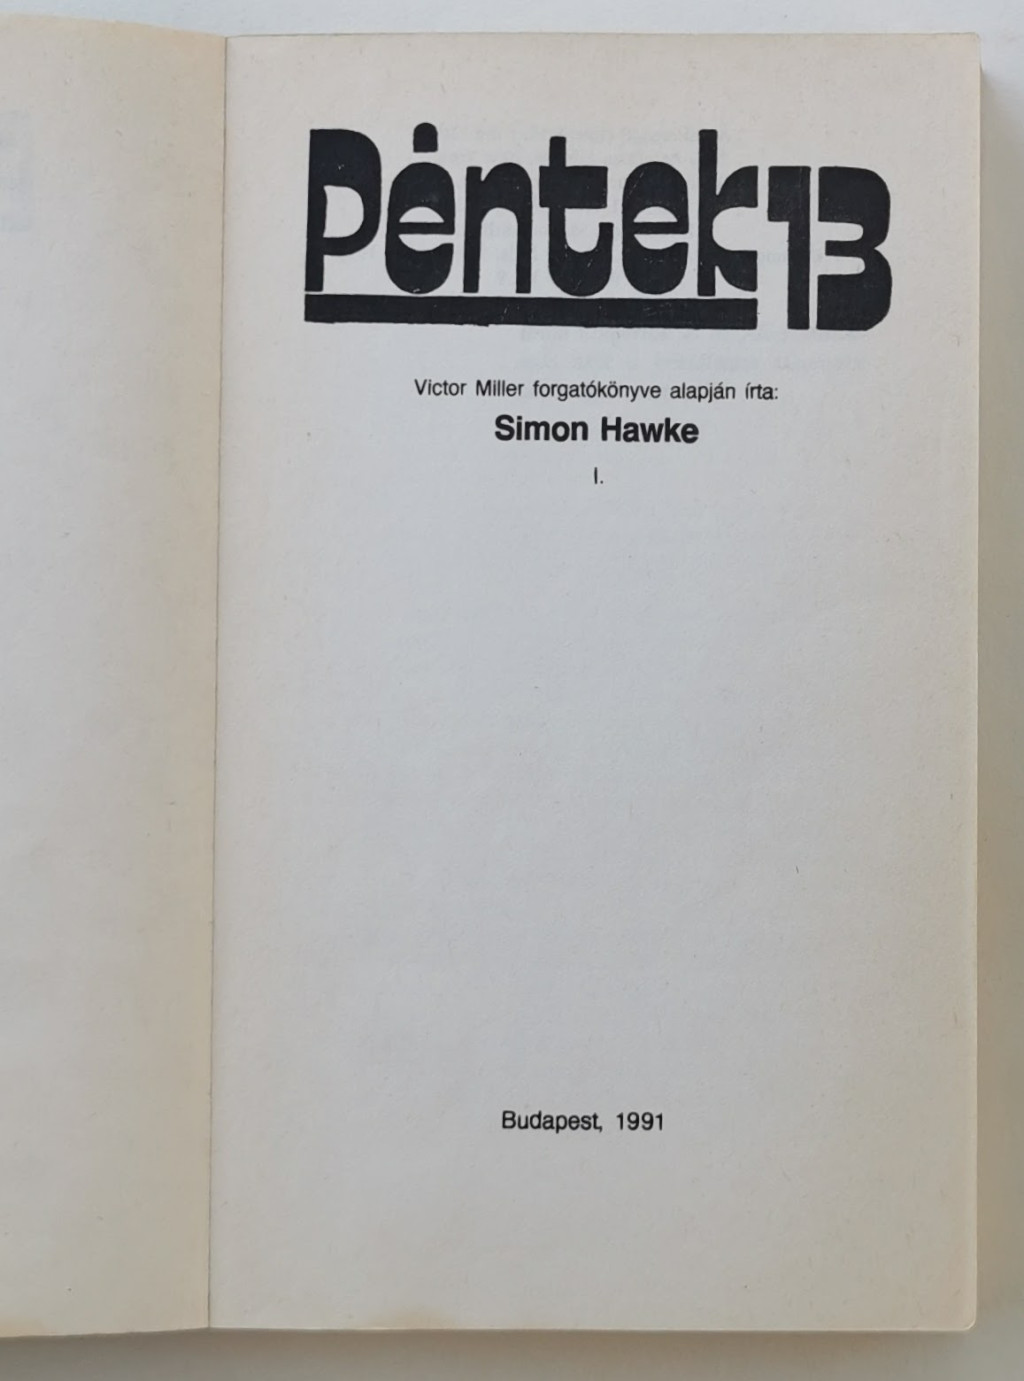 Péntek 13
Victor Miller forgatókönyve alapján írta:
Simon Hawke
I.
Budapest, 1991